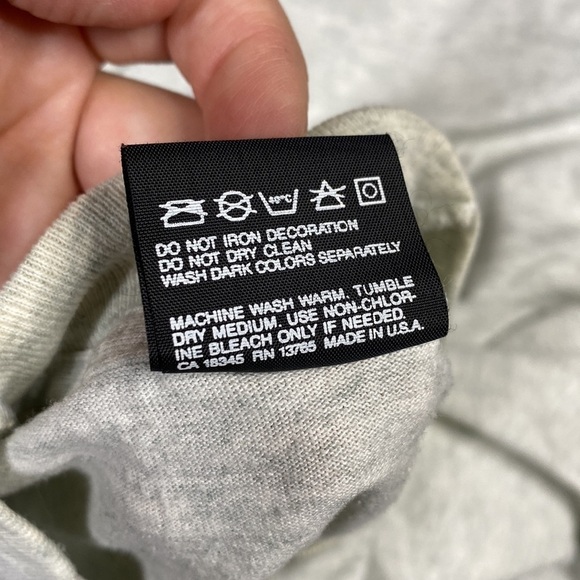 40°C
DO NOT IRON DECORATION
DO NOT DRY CLEAN
WASH DARK COLORS SEPARATELY
MACHINE WASH WARM. TUMBLE
DRY MEDIUM. USE NON-CHLOR-
INE BLEACH ONLY IF NEEDED.
CA 18345 RN 13765 MADE IN U.S.A.